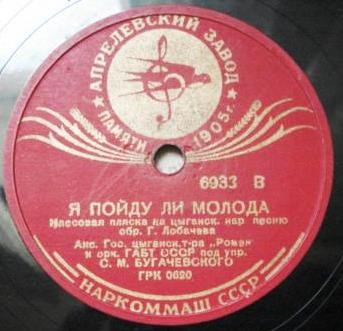 ★ АПРЕЛЕВСКИЙ ЗАВОД ★
ПАМЯТИ 1905 г.
6933 В
Я ПОЙДУ ЛИ МОЛОДА
Массовая пляска на цыганск. нар песню
обр. Г. Лобачева
Анс. Гос. цыганск. т-ра „Ромэн"
и орк. ГАБТ СССР под упр.
С. М. БУГАЧЕВСКОГО
ГРК 0620
НАРКОММАШ СССР